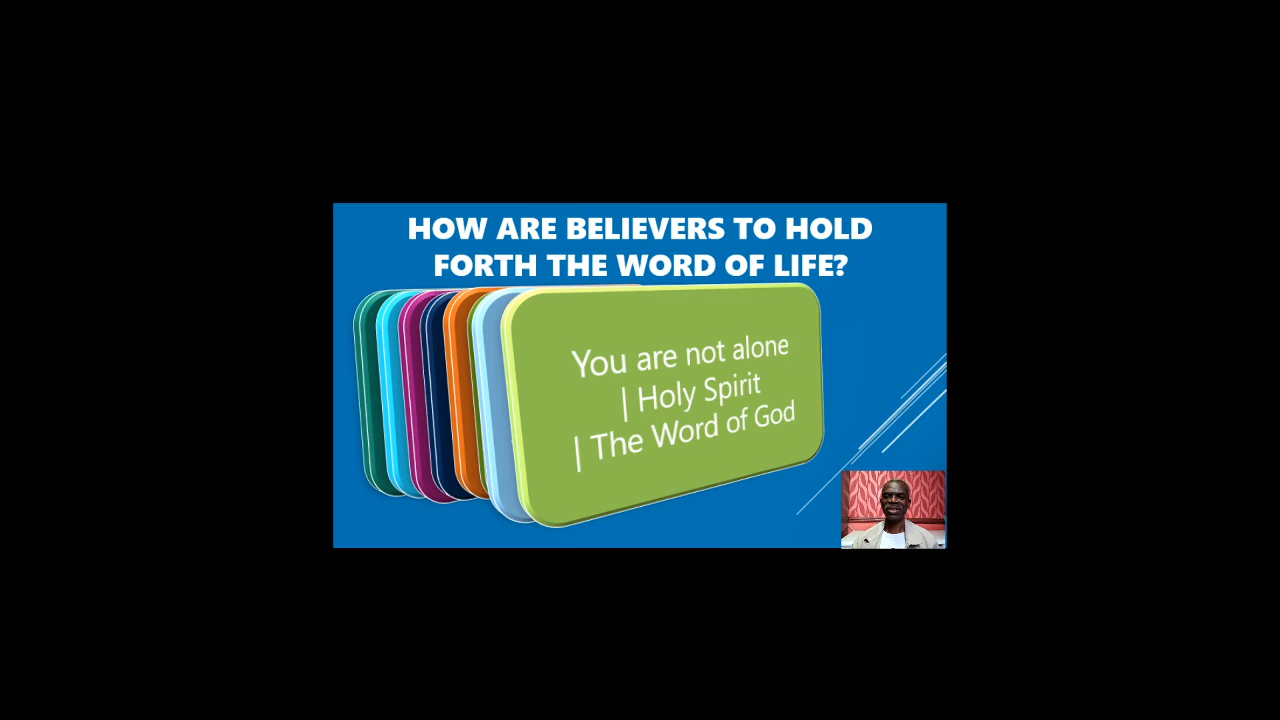 HOW ARE BELIEVERS TO HOLD
FORTH THE WORD OF LIFE?
You are not alone
| Holy Spirit
| The Word of God